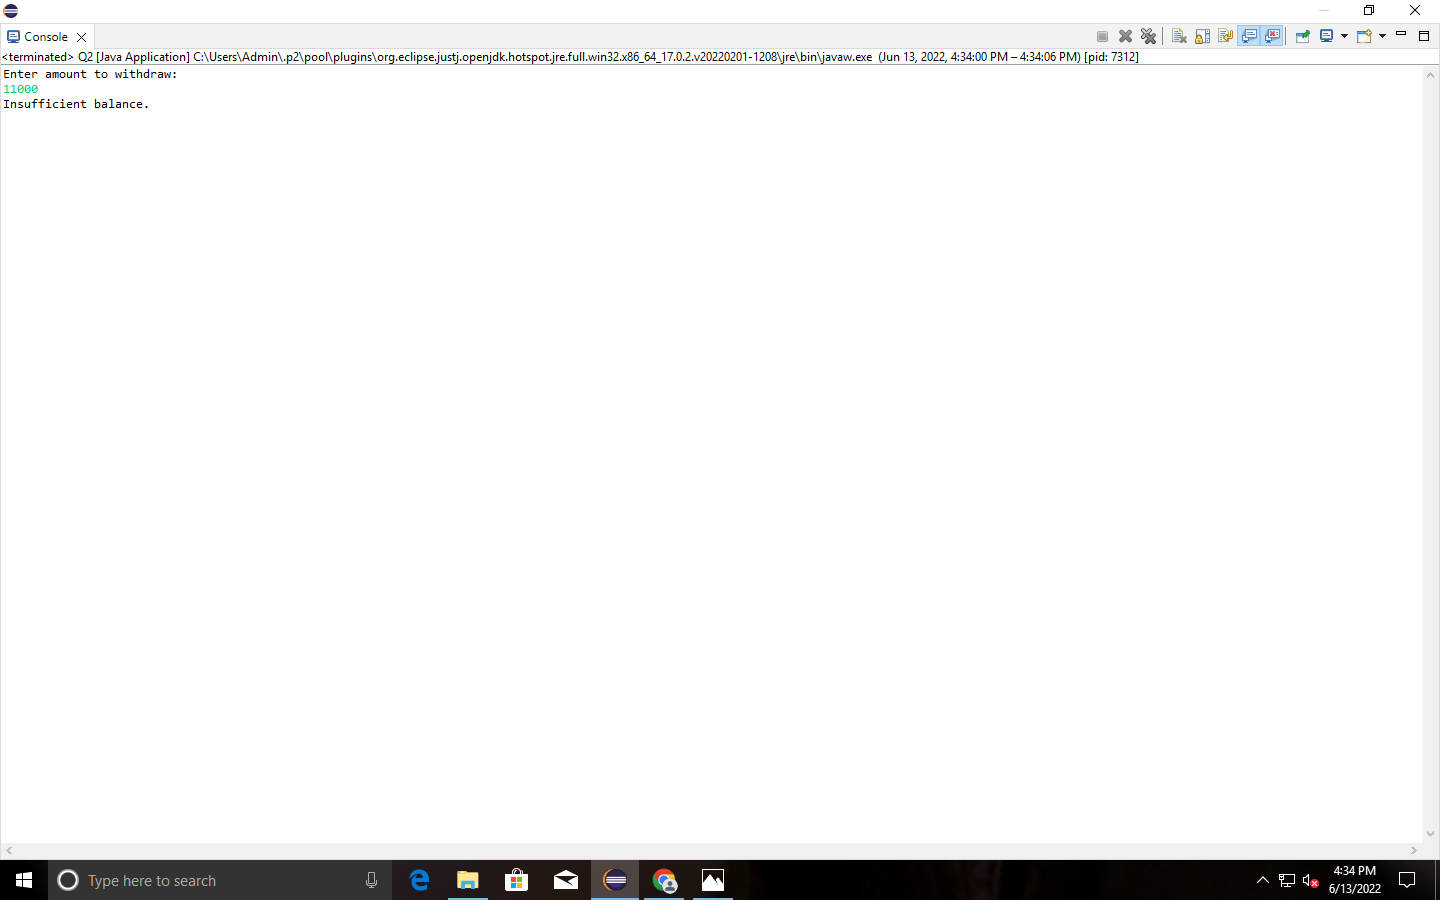 Console
<terminated> Q2 [Java Application] C:\Users\Admin\.p2\pool\plugins\org.eclipse.justj.openjdk.hotspot.jre.full.win32.x86_64_17.0.2.v20220201-1208\jre\bin\javaw.exe (Jun 13, 2022, 4:34:00 PM – 4:34:06 PM) [pid: 7312]
Enter amount to withdraw:
11000
Insufficient balance.
Type here to search
4:34 PM
6/13/2022